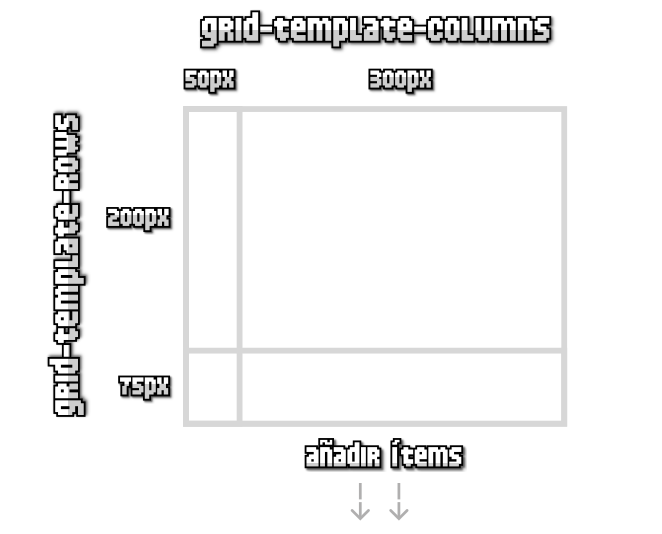 grid-template-columns
50px
300px
grid-template-rows
200px
75px
añadir ítems